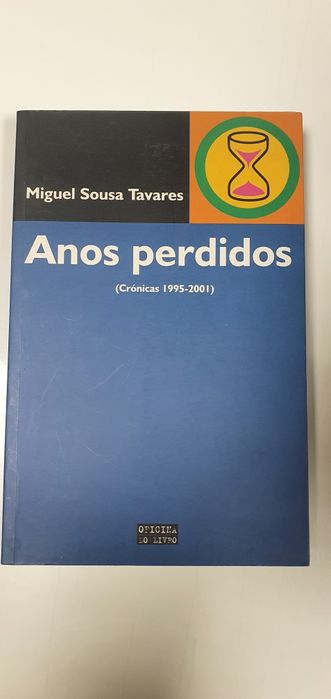 Miguel Sousa Tavares
Anos perdidos
(Crónicas 1995-2001)
OFICINA
DO LIVRO